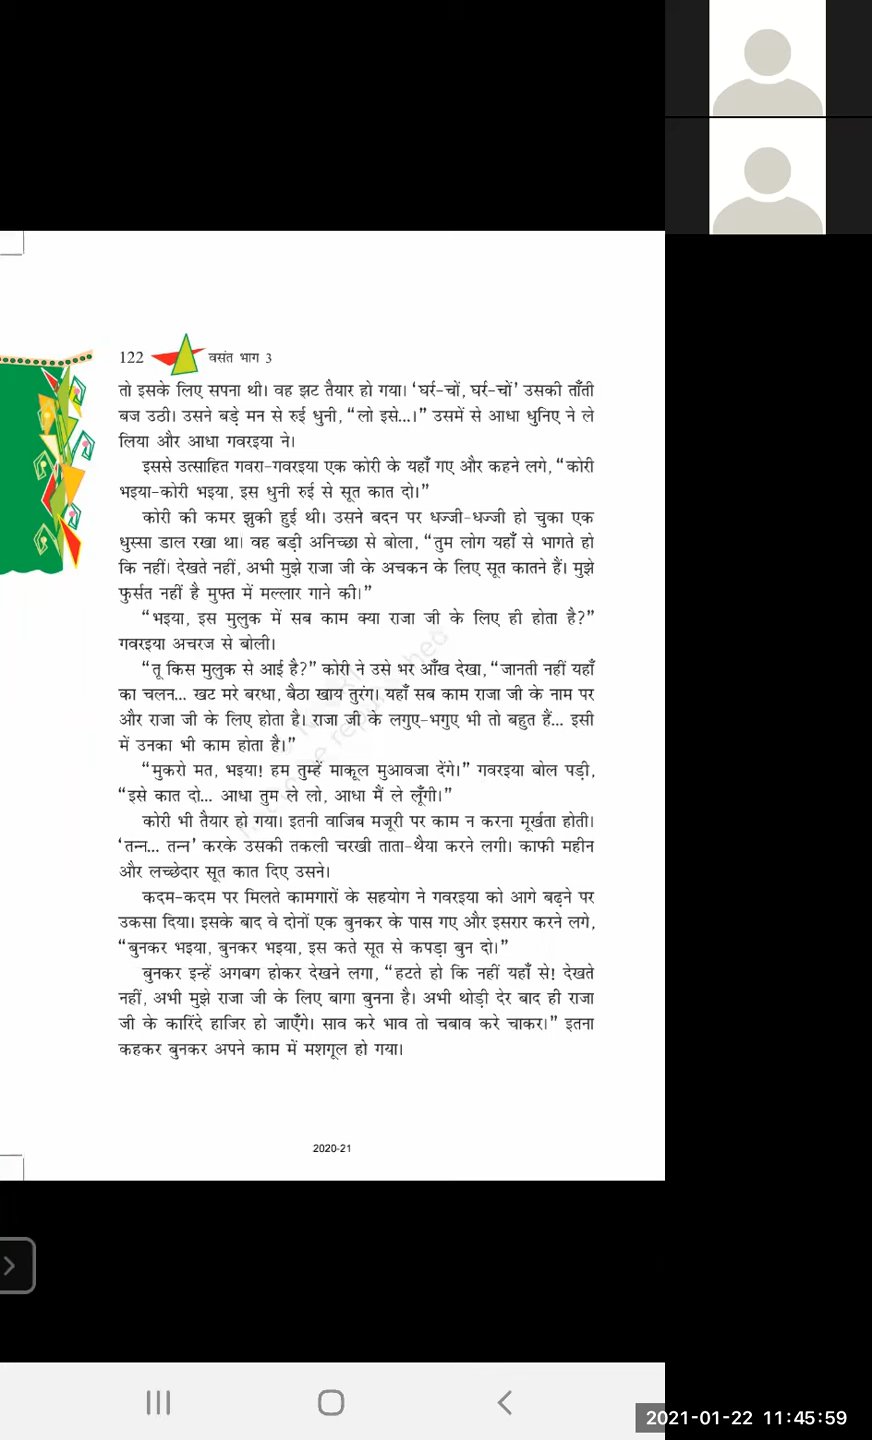 122 वसंत भाग 3
तो इसके लिए सपना थी। वह झट तैयार हो गया। ‘घर्र-चों, घर्र-चों’ उसकी ताँती
बज उठी। उसने बड़े मन से रुई धुनी, “लो इसे...।” उसमें से आधा धुनिए ने ले
लिया और आधा गवरइया ने।
इससे उत्साहित गवरा-गवरइया एक कोरी के यहाँ गए और कहने लगे, “कोरी
भइया-कोरी भइया, इस धुनी रुई से सूत कात दो।”
कोरी की कमर झुकी हुई थी। उसने बदन पर धज्जी-धज्जी हो चुका एक
धुस्सा डाल रखा था। वह बड़ी अनिच्छा से बोला, “तुम लोग यहाँ से भागते हो
कि नहीं। देखते नहीं, अभी मुझे राजा जी के अचकन के लिए सूत कातने हैं। मुझे
फुर्सत नहीं है मुफ्त में मल्लार गाने की।”
“भइया, इस मुलुक में सब काम क्या राजा जी के लिए ही होता है?”
गवरइया अचरज से बोली।
“तू किस मुलुक से आई है?” कोरी ने उसे भर आँख देखा, “जानती नहीं यहाँ
का चलन... खट मरे बरधा, बैठा खाय तुरंग। यहाँ सब काम राजा जी के नाम पर
और राजा जी के लिए होता है। राजा जी के लगुए-भगुए भी तो बहुत हैं... इसी
में उनका भी काम होता है।”
“मुकरो मत, भइया! हम तुम्हें माकूल मुआवजा देंगे।” गवरइया बोल पड़ी,
“इसे कात दो... आधा तुम ले लो, आधा मैं ले लूँगी।”
कोरी भी तैयार हो गया। इतनी वाजिब मजूरी पर काम न करना मूर्खता होती।
‘तन्न... तन्न’ करके उसकी तकली चरखी ताता-थैया करने लगी। काफी महीन
और लच्छेदार सूत कात दिए उसने।
कदम-कदम पर मिलते कामगारों के सहयोग ने गवरइया को आगे बढ़ने पर
उकसा दिया। इसके बाद वे दोनों एक बुनकर के पास गए और इसरार करने लगे,
“बुनकर भइया, बुनकर भइया, इस कते सूत से कपड़ा बुन दो।”
बुनकर इन्हें अगबग होकर देखने लगा, “हटते हो कि नहीं यहाँ से! देखते
नहीं, अभी मुझे राजा जी के लिए बागा बुनना है। अभी थोड़ी देर बाद ही राजा
जी के कारिंदे हाजिर हो जाएँगे। साव करे भाव तो चबाव करे चाकर।” इतना
कहकर बुनकर अपने काम में मशगूल हो गया।
2020-21
2021-01-22 11:45:59